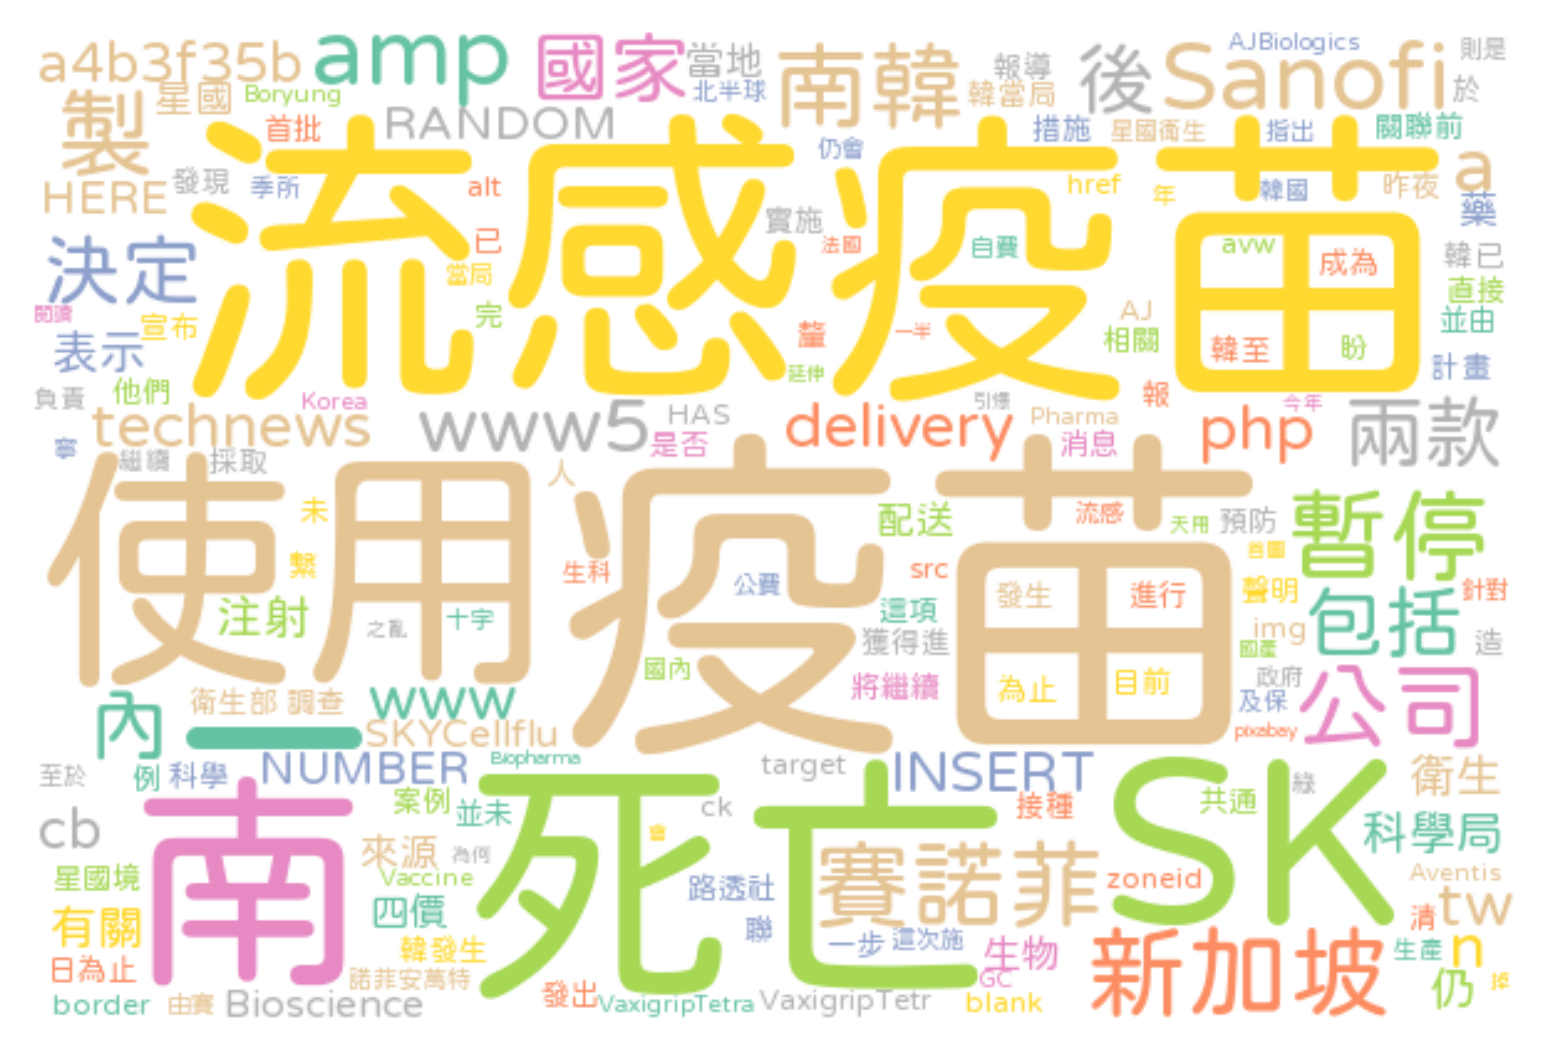 a4b3f35b
amp
國家
當地
南韓
報導
後
Sanofi
AJBiologics
則是
製
星國
Boryung
北半球
韓當局
於
RANDOM
首批
措施
星國衛生
指出
關聯前
仍會
流感疫苗
HERE
發現
季所
alt
href
年
韓國
昨夜
a
藥
實施
決定
已
法國
自費
avw
成為
韓已
當局
直接
閱讀
宣布
完
釐
一半
AJ
相關
韓至
盼
並由
表示
延伸
計畫
負責
他們
Korea
引爆
報
今年
technews
www5
HAS
是否
delivery
Pharma
消息
php
兩款
寧
繼續
採取
人
使用
疫苗
未
配送
流感
天用
預防
暫停
繫
生科
公費
src
發生
進行
首圖
聲明
包括
針對
注射
之亂
十字
這項
獲得進
img
國產
造
國內
將繼續
為止
目前
政府
及保
公司
內
衛生部
調查
www
一
SKYCellflu
pixabay
至於
例
科學
NUMBER
Biopharma
target
INSERT
衛生
南
死亡
SK
cb
案例
並未
ck
接種
共通
綠
科學局
會
來源
為何
賽諾菲
星國境
Vaccine
路透社
zoneid
Aventis
tw
有關
四價
聯
清
韓發生
一步
這次施
生物
新加坡
生產
n
日為止
諾菲安萬特
GC
仍
border
由賽
Bioscience
發出
VaxigripTetra
VaxigripTetr
blank